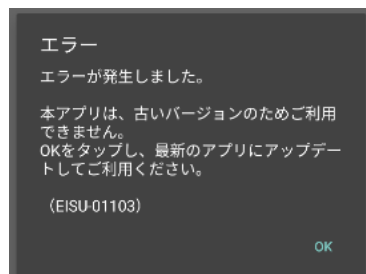 エラー
エラーが発生しました。
本アプリは、古いバージョンのためご利用
できません。
OKをタップし、最新のアプリにアップデー
トしてご利用ください。
（EISU-01103）
OK